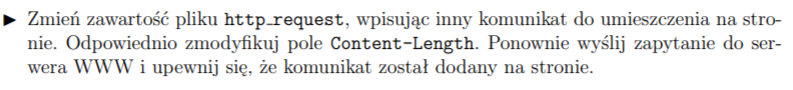 ► Zmień zawartość pliku http_request, wpisując inny komunikat do umieszczenia na stro-
nie. Odpowiednio zmodyfikuj pole Content-Length. Ponownie wyślij zapytanie do ser-
wera WWW i upewnij się, że komunikat został dodany na stronie.